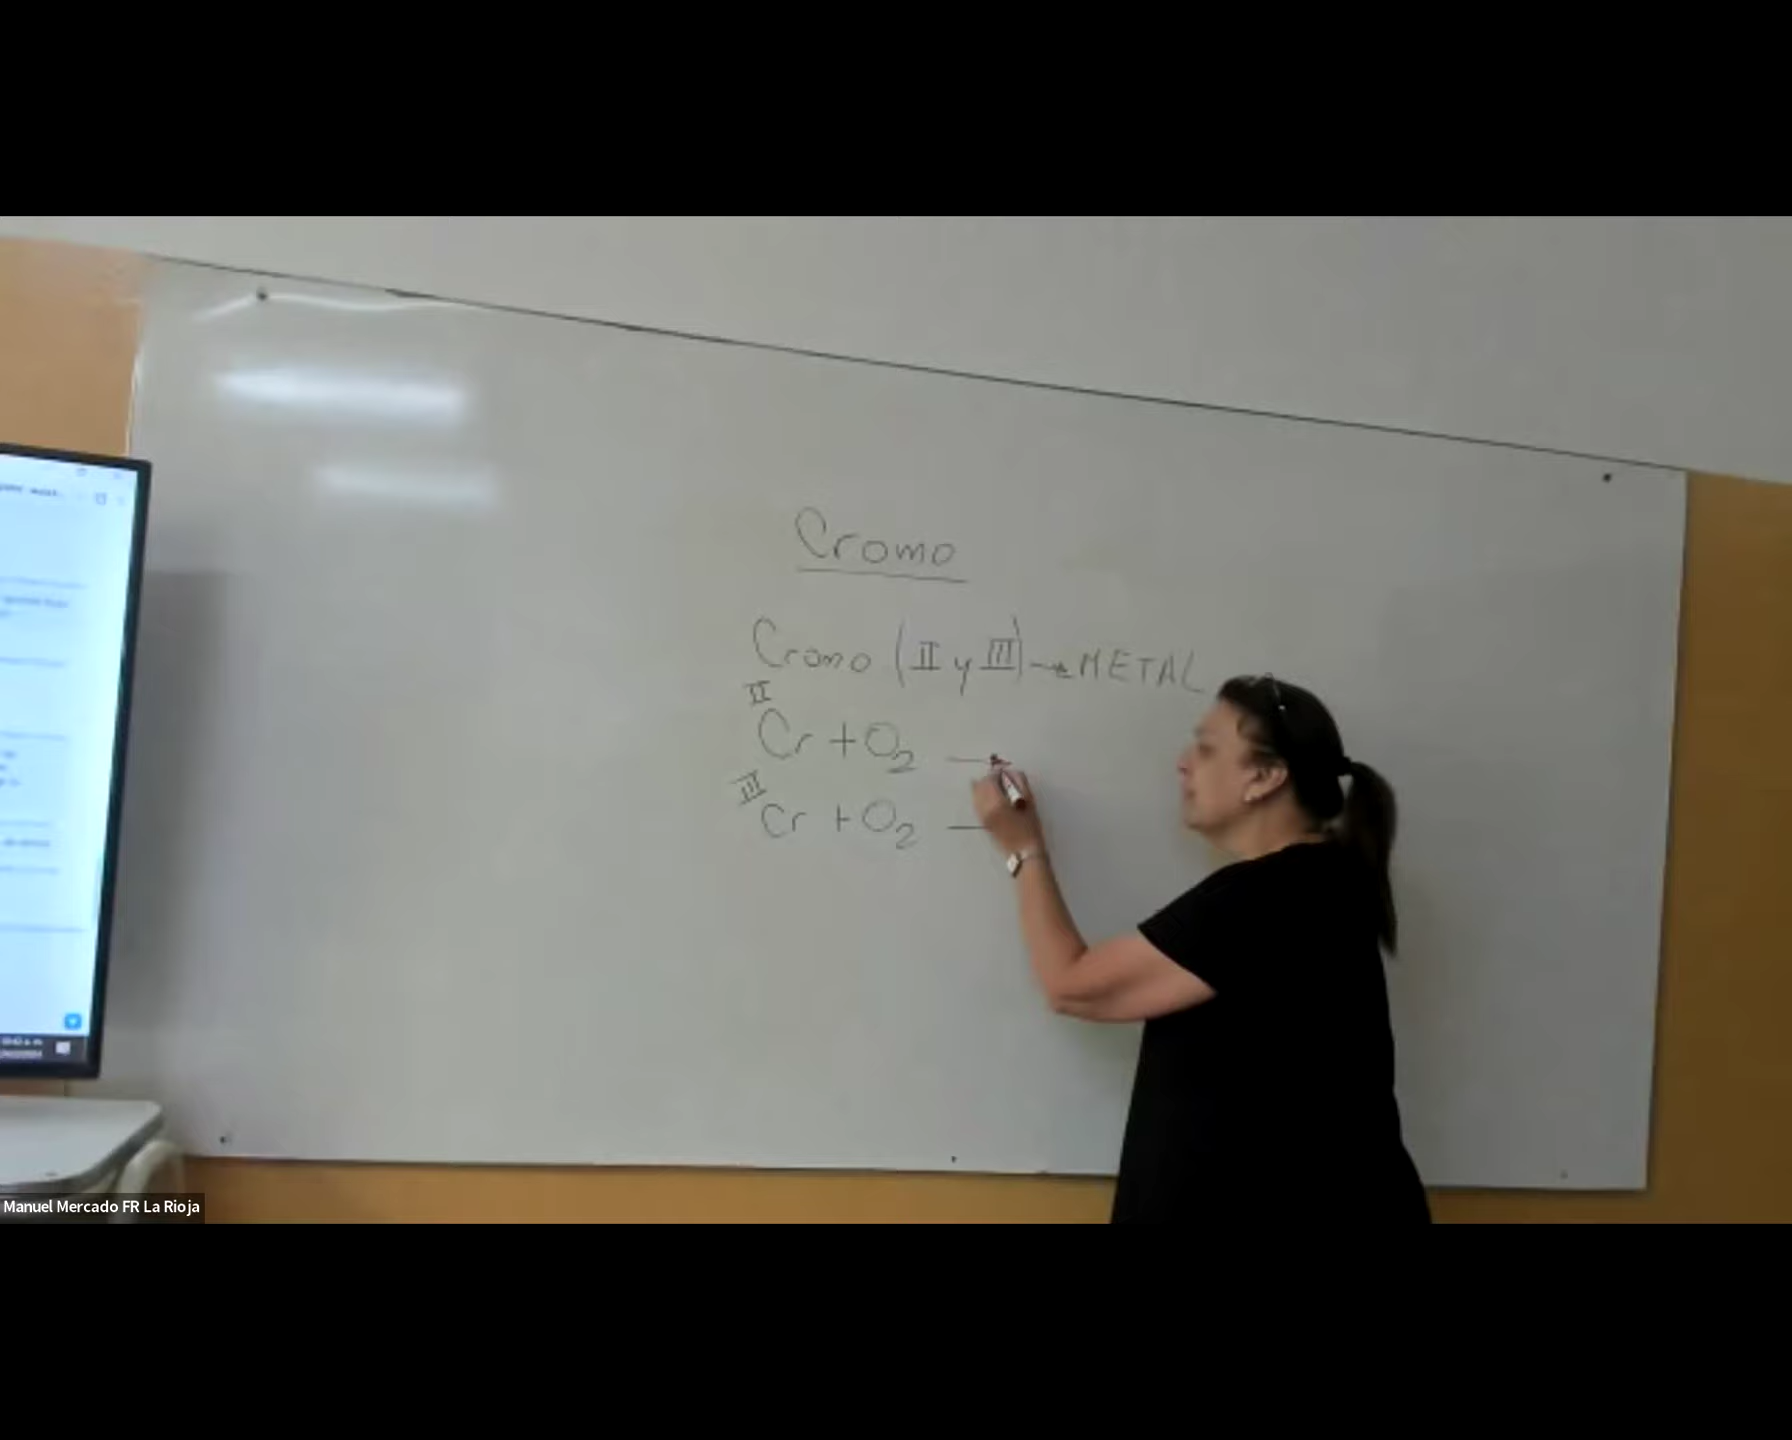 Cromo
Cromo (II y III) → METAL
II
Cr + O₂ —
III
Cr + O₂ —
Manuel Mercado FR La Rioja